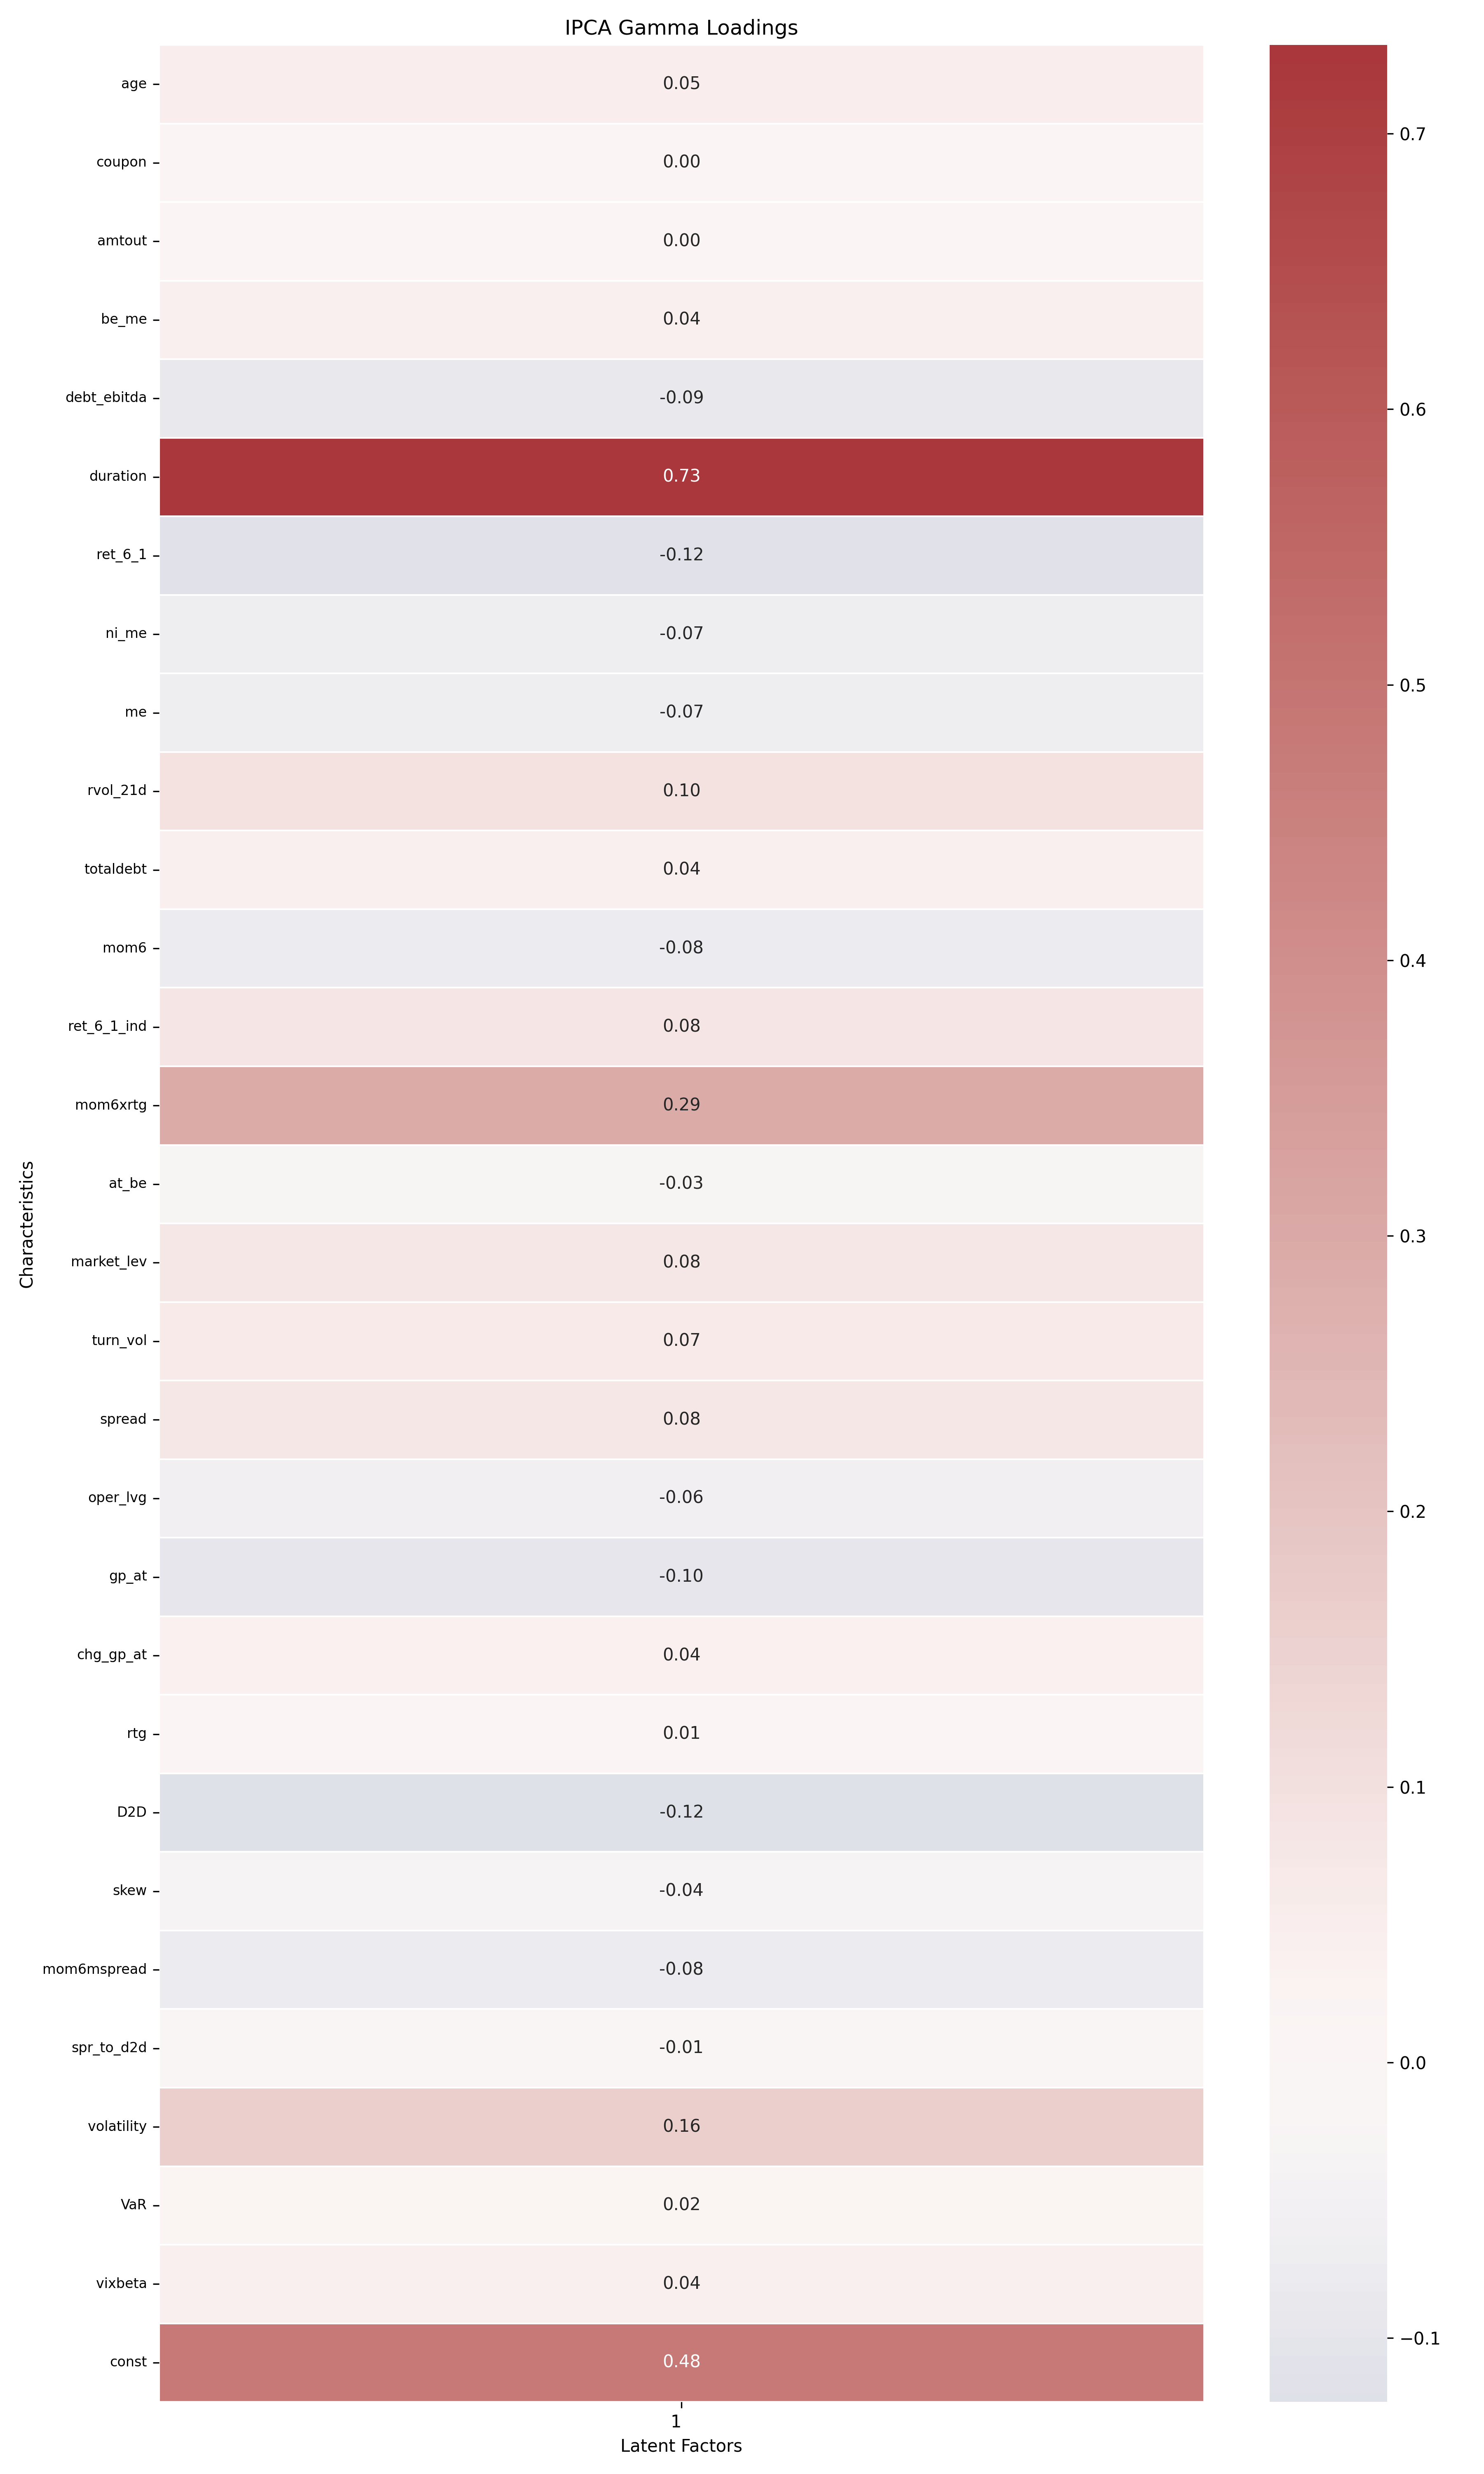 IPCA Gamma Loadings
age 0.05
coupon 0.00
amtout 0.00
be_me 0.04
debt_ebitda -0.09
duration 0.73
ret_6_1 -0.12
ni_me -0.07
me -0.07
rvol_21d 0.10
totaldebt 0.04
mom6 -0.08
ret_6_1_ind 0.08
mom6xrtg 0.29
at_be -0.03
market_lev 0.08
turn_vol 0.07
spread 0.08
oper_lvg -0.06
gp_at -0.10
chg_gp_at 0.04
rtg 0.01
D2D -0.12
skew -0.04
mom6mspread -0.08
spr_to_d2d -0.01
volatility 0.16
VaR 0.02
vixbeta 0.04
const 0.48
Characteristics
1
Latent Factors
0.7
0.6
0.5
0.4
0.3
0.2
0.1
0.0
−0.1